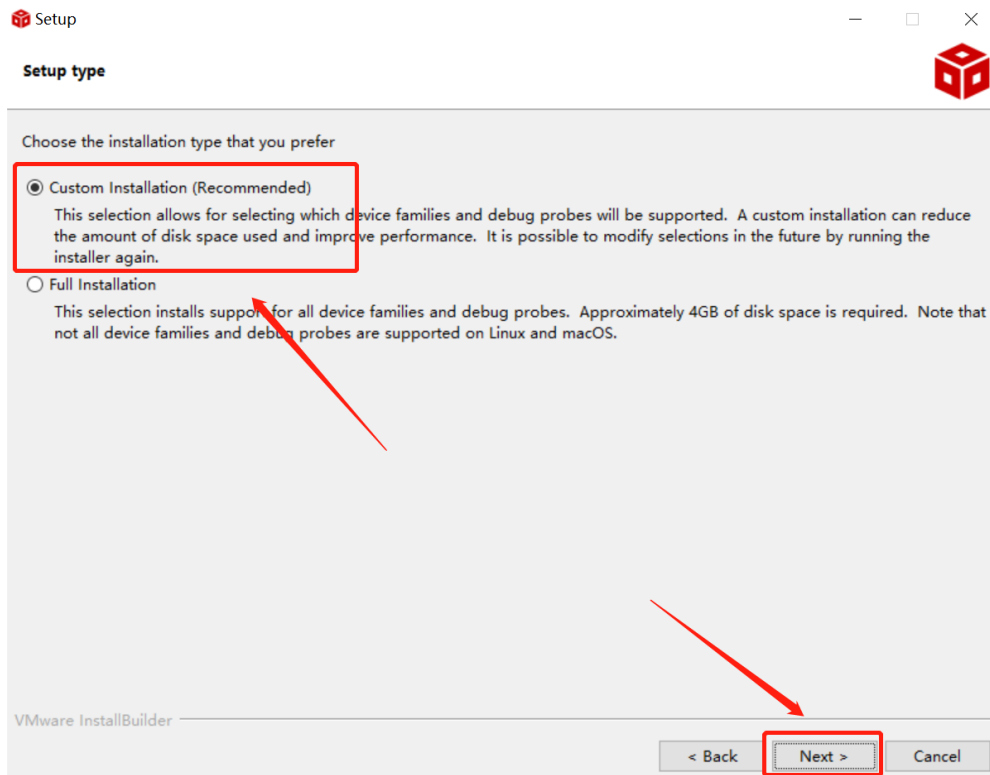 Setup
Setup type
Choose the installation type that you prefer
Custom Installation (Recommended)
This selection allows for selecting which device families and debug probes will be supported.  A custom installation can reduce
the amount of disk space used and improve performance.  It is possible to modify selections in the future by running the
installer again.
Full Installation
This selection installs support for all device families and debug probes.  Approximately 4GB of disk space is required.  Note that
not all device families and debug probes are supported on Linux and macOS.
VMware InstallBuilder
< Back
Next >
Cancel